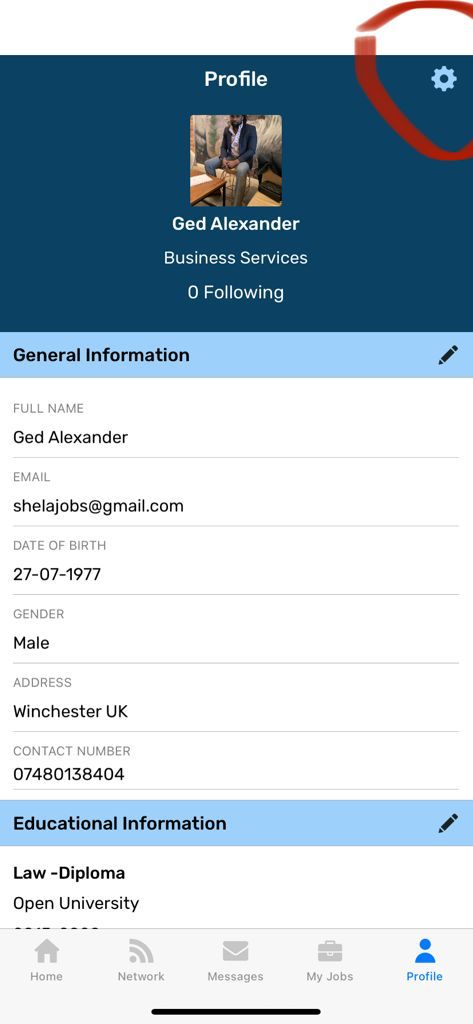 Profile
Ged Alexander
Business Services
0 Following
General Information
FULL NAME
Ged Alexander
EMAIL
shelajobs@gmail.com
DATE OF BIRTH
27-07-1977
GENDER
Male
ADDRESS
Winchester UK
CONTACT NUMBER
07480138404
Educational Information
Law -Diploma
Open University
Home
Network
Messages
My Jobs
Profile